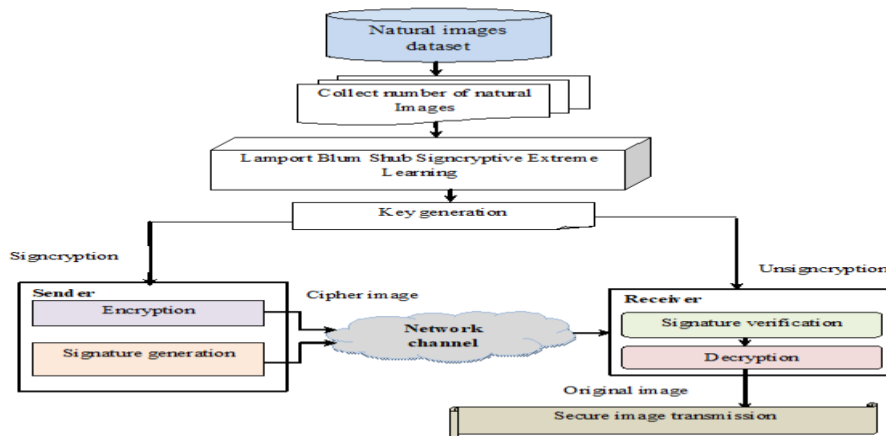 Natural images
dataset
Collect number of natural
Images
Lamport Blum Shub Signcryptive Extreme
Learning
Key generation
Signcryption
Unsigncryption
Sender
Encryption
Signature generation
Cipher image
Network
channel
Receiver
Signature verification
Decryption
Original image
Secure image transmission